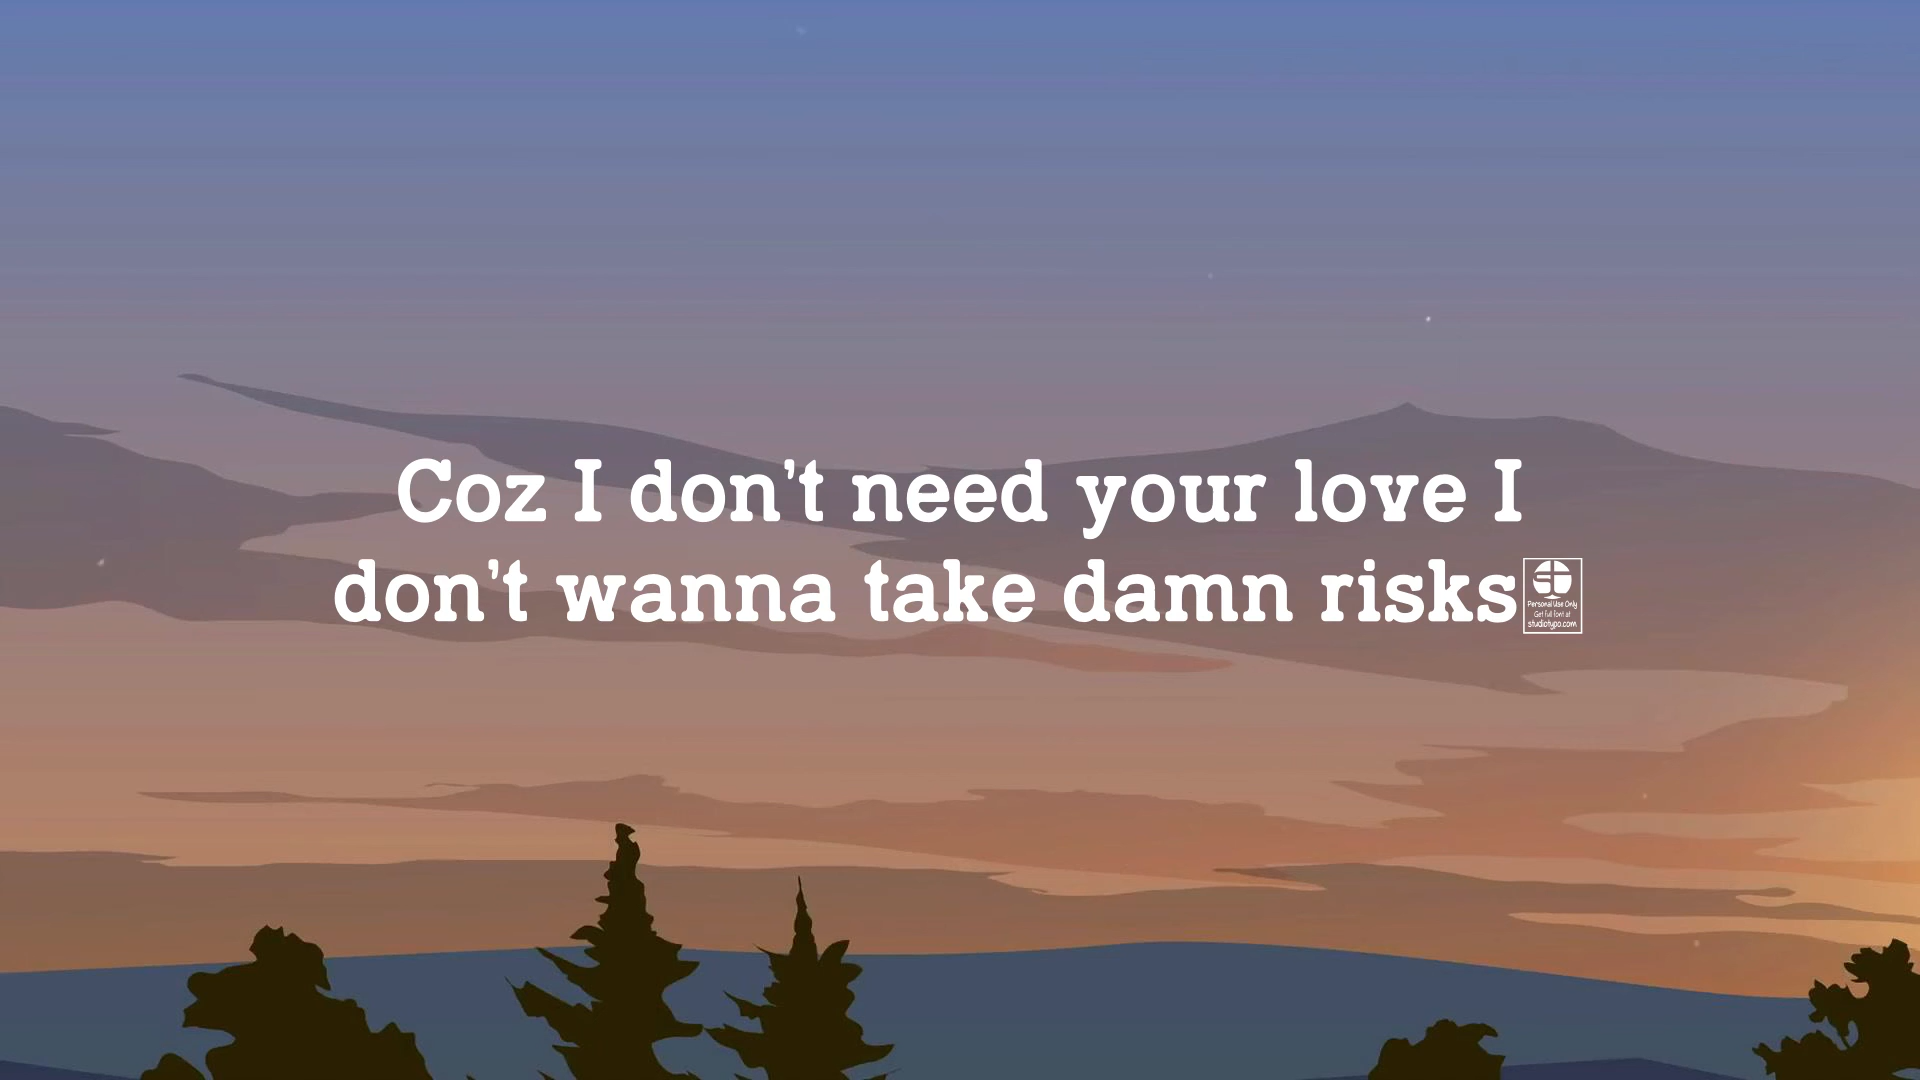 Coz I don't need your love I
don't wanna take damn risks
Personal Use Only
Get full font at
studiotypo.com